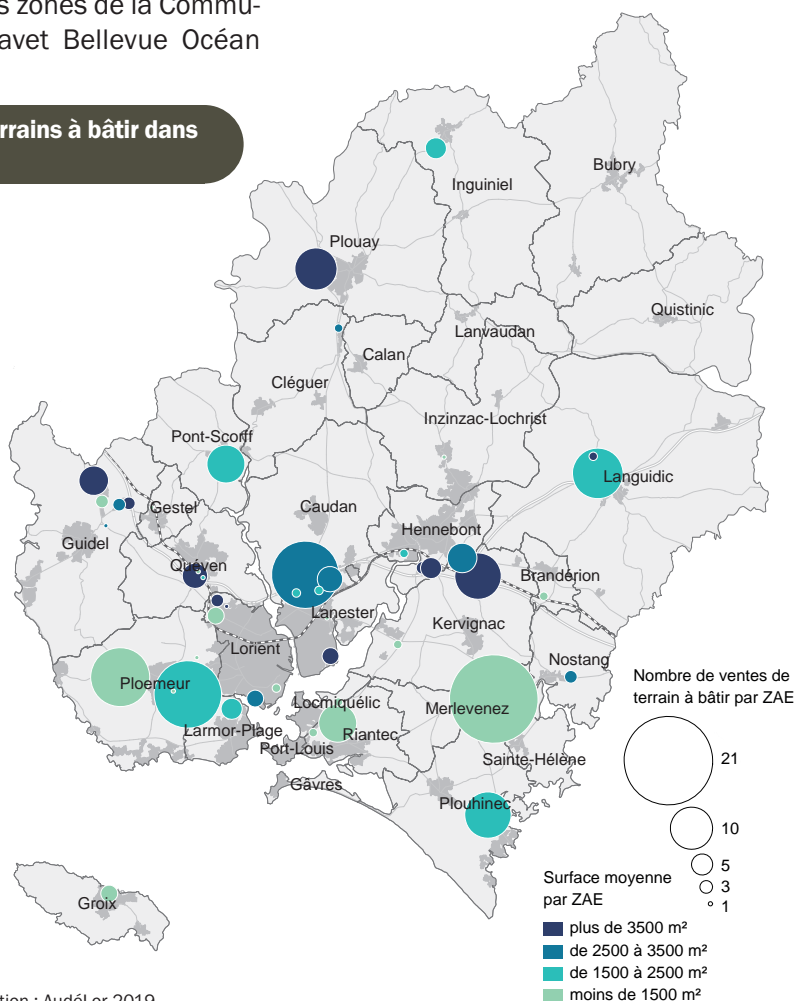 s zones de la Commu-
avet Bellevue Océan
rrains à bâtir dans
Bubry
Inguiniel
Plouay
Quistinic
Lanvaudan
Calan
Cléguer
Inzinzac-Lochrist
Pont-Scorff
Languidic
Caudan
Gestel
Hennebont
Guidel
Quéven
Brandérion
Lanester
Kervignac
Lorient
Nostang
Ploemeur
Locmiquélic
Merlevenez
Larmor-Plage
Riantec
Port-Louis
Sainte-Hélène
Gâvres
Plouhinec
Groix
Nombre de ventes de
terrain à bâtir par ZAE
21
10
5
3
1
Surface moyenne
par ZAE
plus de 3500 m²
de 2500 à 3500 m²
de 1500 à 2500 m²
moins de 1500 m²
tion : AudéLor 2019